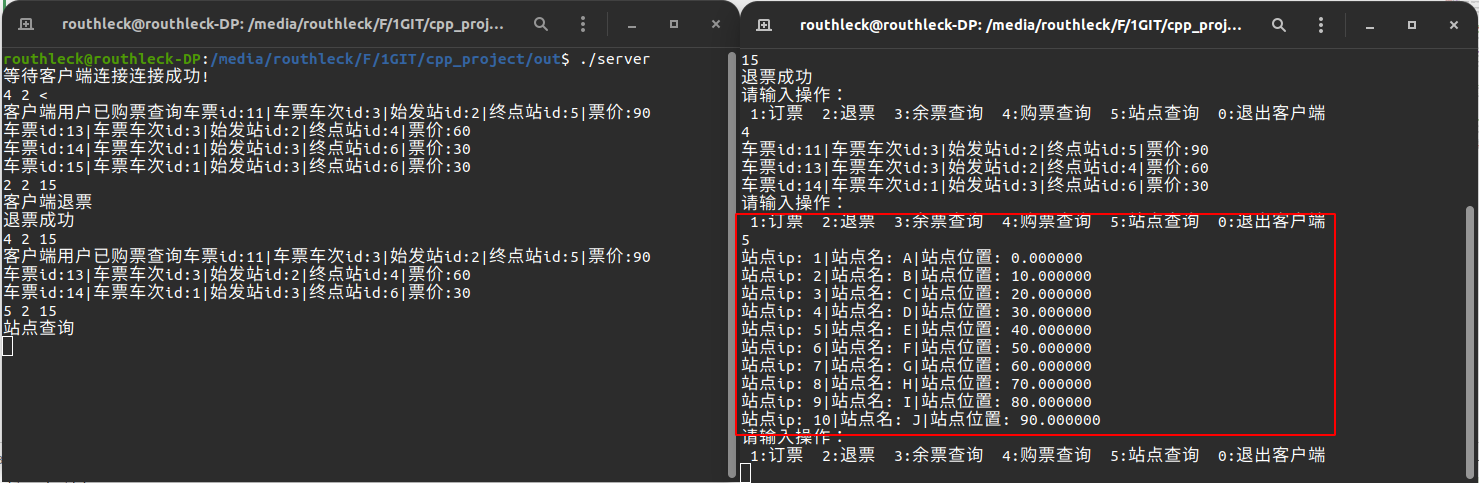 routhleck@routhleck-DP: /media/routhleck/F/1GIT/cpp_proj...
routhleck@routhleck-DP:/media/routhleck/F/1GIT/cpp_project/out$ ./server
等待客户端连接连接成功!
4 2 <
客户端用户已购票查询车票id:11|车票车次id:3|始发站id:2|终点站id:5|票价:90
车票id:13|车票车次id:3|始发站id:2|终点站id:4|票价:60
车票id:14|车票车次id:1|始发站id:3|终点站id:6|票价:30
车票id:15|车票车次id:1|始发站id:3|终点站id:6|票价:30
2 2 15
客户端退票
退票成功
4 2 15
客户端用户已购票查询车票id:11|车票车次id:3|始发站id:2|终点站id:5|票价:90
车票id:13|车票车次id:3|始发站id:2|终点站id:4|票价:60
车票id:14|车票车次id:1|始发站id:3|终点站id:6|票价:30
5 2 15
站点查询
routhleck@routhleck-DP: /media/routhleck/F/1GIT/cpp_proj...
15
退票成功
请输入操作：
1:订票 2:退票 3:余票查询 4:购票查询 5:站点查询 0:退出客户端
4
车票id:11|车票车次id:3|始发站id:2|终点站id:5|票价:90
车票id:13|车票车次id:3|始发站id:2|终点站id:4|票价:60
车票id:14|车票车次id:1|始发站id:3|终点站id:6|票价:30
请输入操作：
1:订票 2:退票 3:余票查询 4:购票查询 5:站点查询 0:退出客户端
5
站点ip: 1|站点名: A|站点位置: 0.000000
站点ip: 2|站点名: B|站点位置: 10.000000
站点ip: 3|站点名: C|站点位置: 20.000000
站点ip: 4|站点名: D|站点位置: 30.000000
站点ip: 5|站点名: E|站点位置: 40.000000
站点ip: 6|站点名: F|站点位置: 50.000000
站点ip: 7|站点名: G|站点位置: 60.000000
站点ip: 8|站点名: H|站点位置: 70.000000
站点ip: 9|站点名: I|站点位置: 80.000000
站点ip: 10|站点名: J|站点位置: 90.000000
请输入操作：
1:订票 2:退票 3:余票查询 4:购票查询 5:站点查询 0:退出客户端